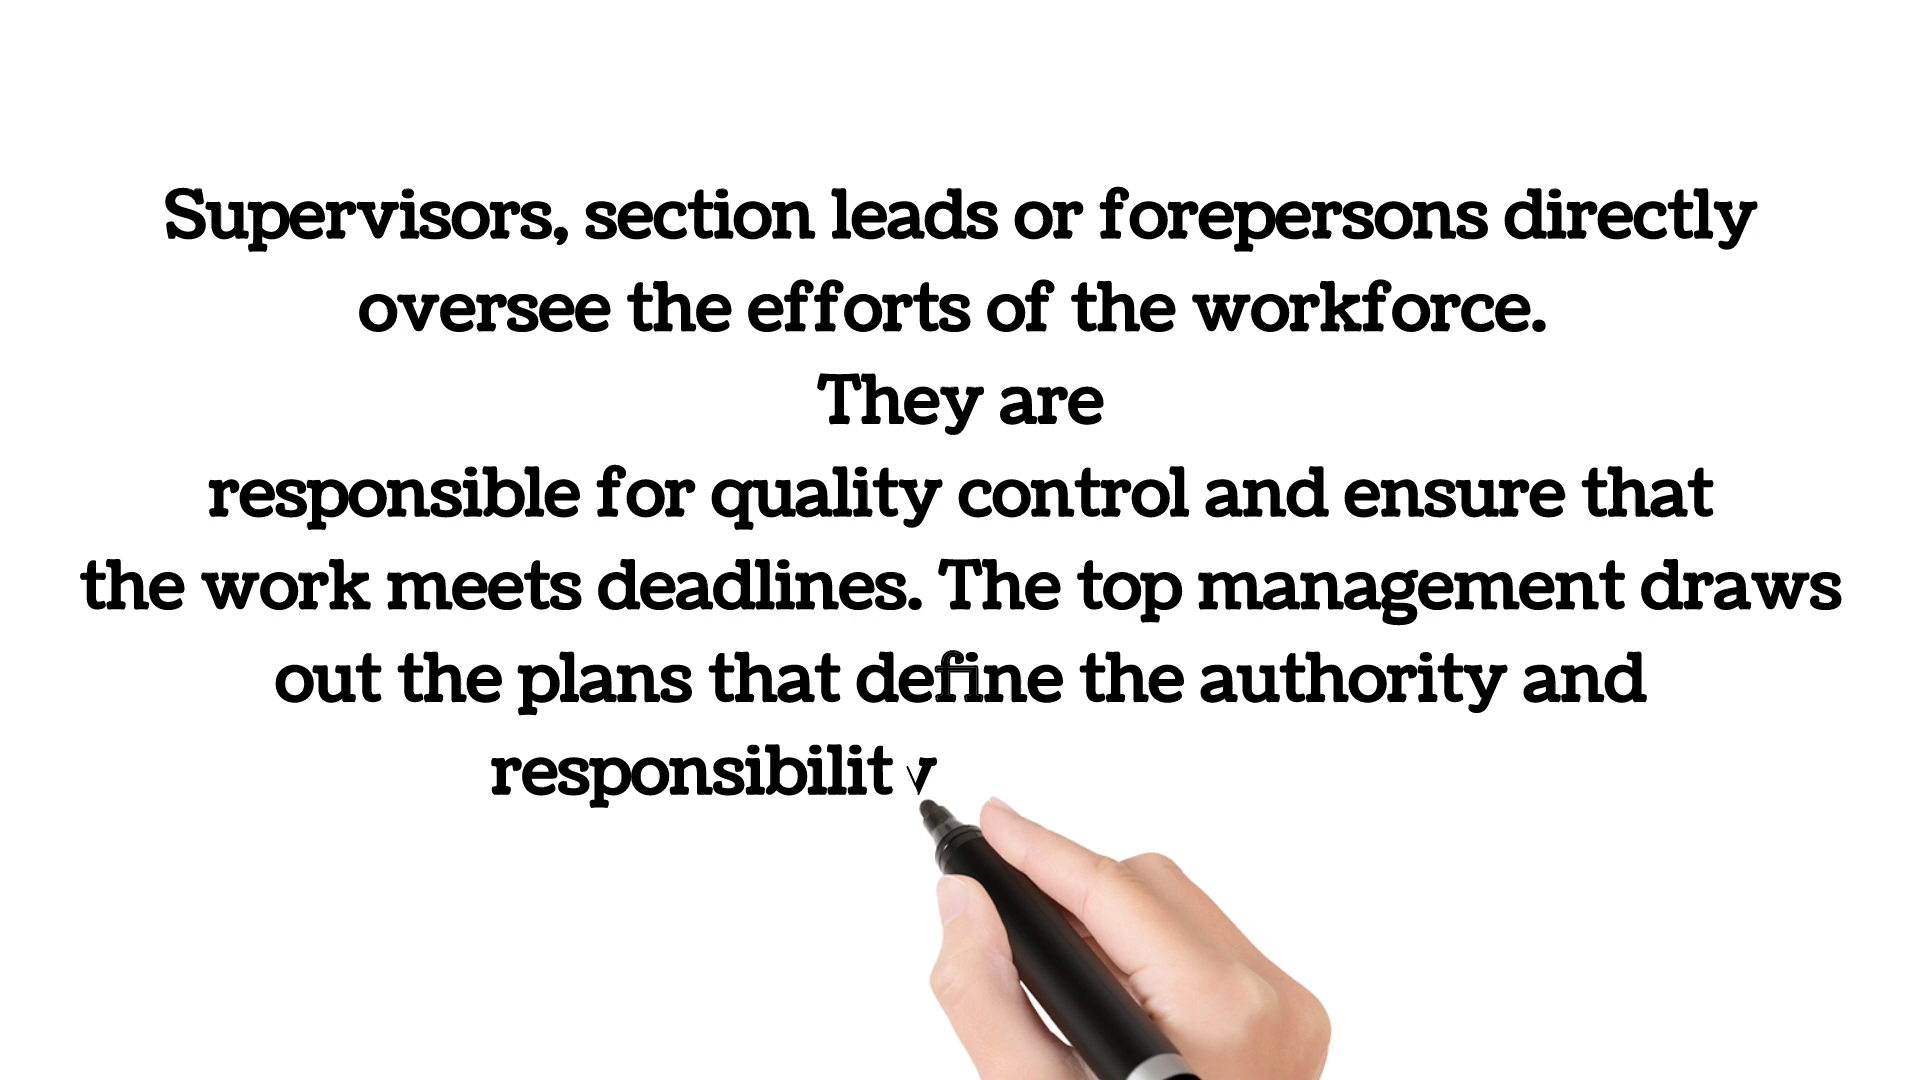 Supervisors, section leads or forepersons directly
oversee the efforts of the workforce.
They are
responsible for quality control and ensure that
the work meets deadlines. The top management draws
out the plans that define the authority and
responsibility